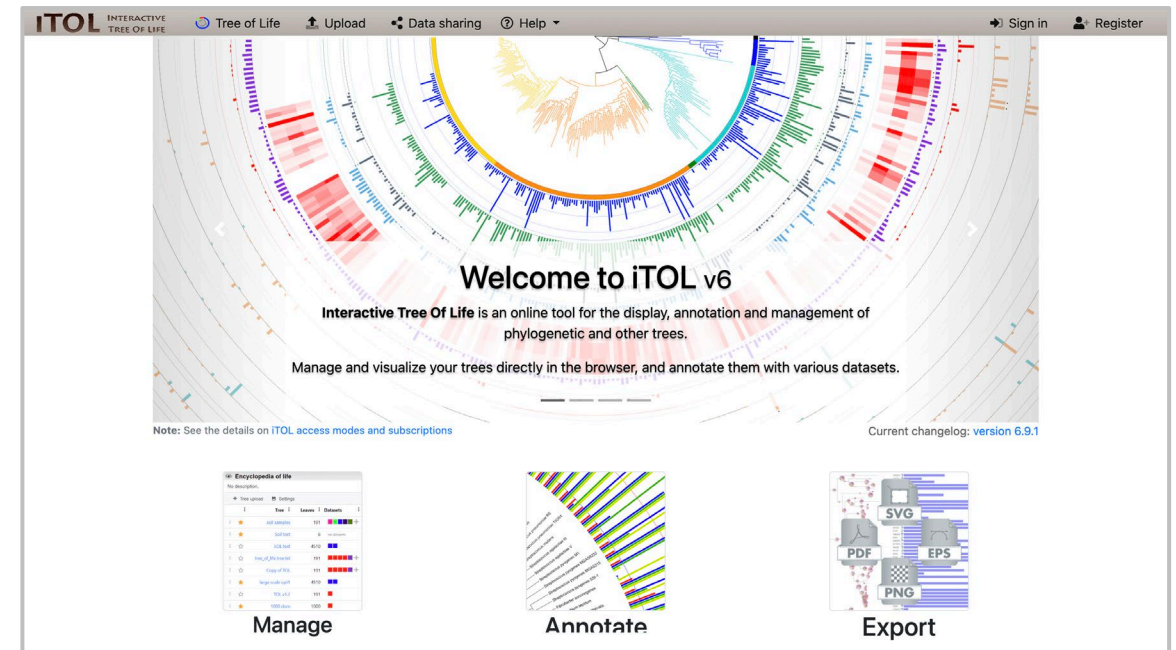 iTOL INTERACTIVE TREE OF LIFE Tree of Life Upload Data sharing Help Sign in Register
Welcome to iTOL v6
Interactive Tree Of Life is an online tool for the display, annotation and management of
phylogenetic and other trees.
Manage and visualize your trees directly in the browser, and annotate them with various datasets.
Note: See the details on iTOL access modes and subscriptions
Current changelog: version 6.9.1
Encyclopedia of life
No description.
Tree upload Settings
Tree Leaves Datasets
SVG
PDF
EPS
PNG
Manage
Annotate
Export